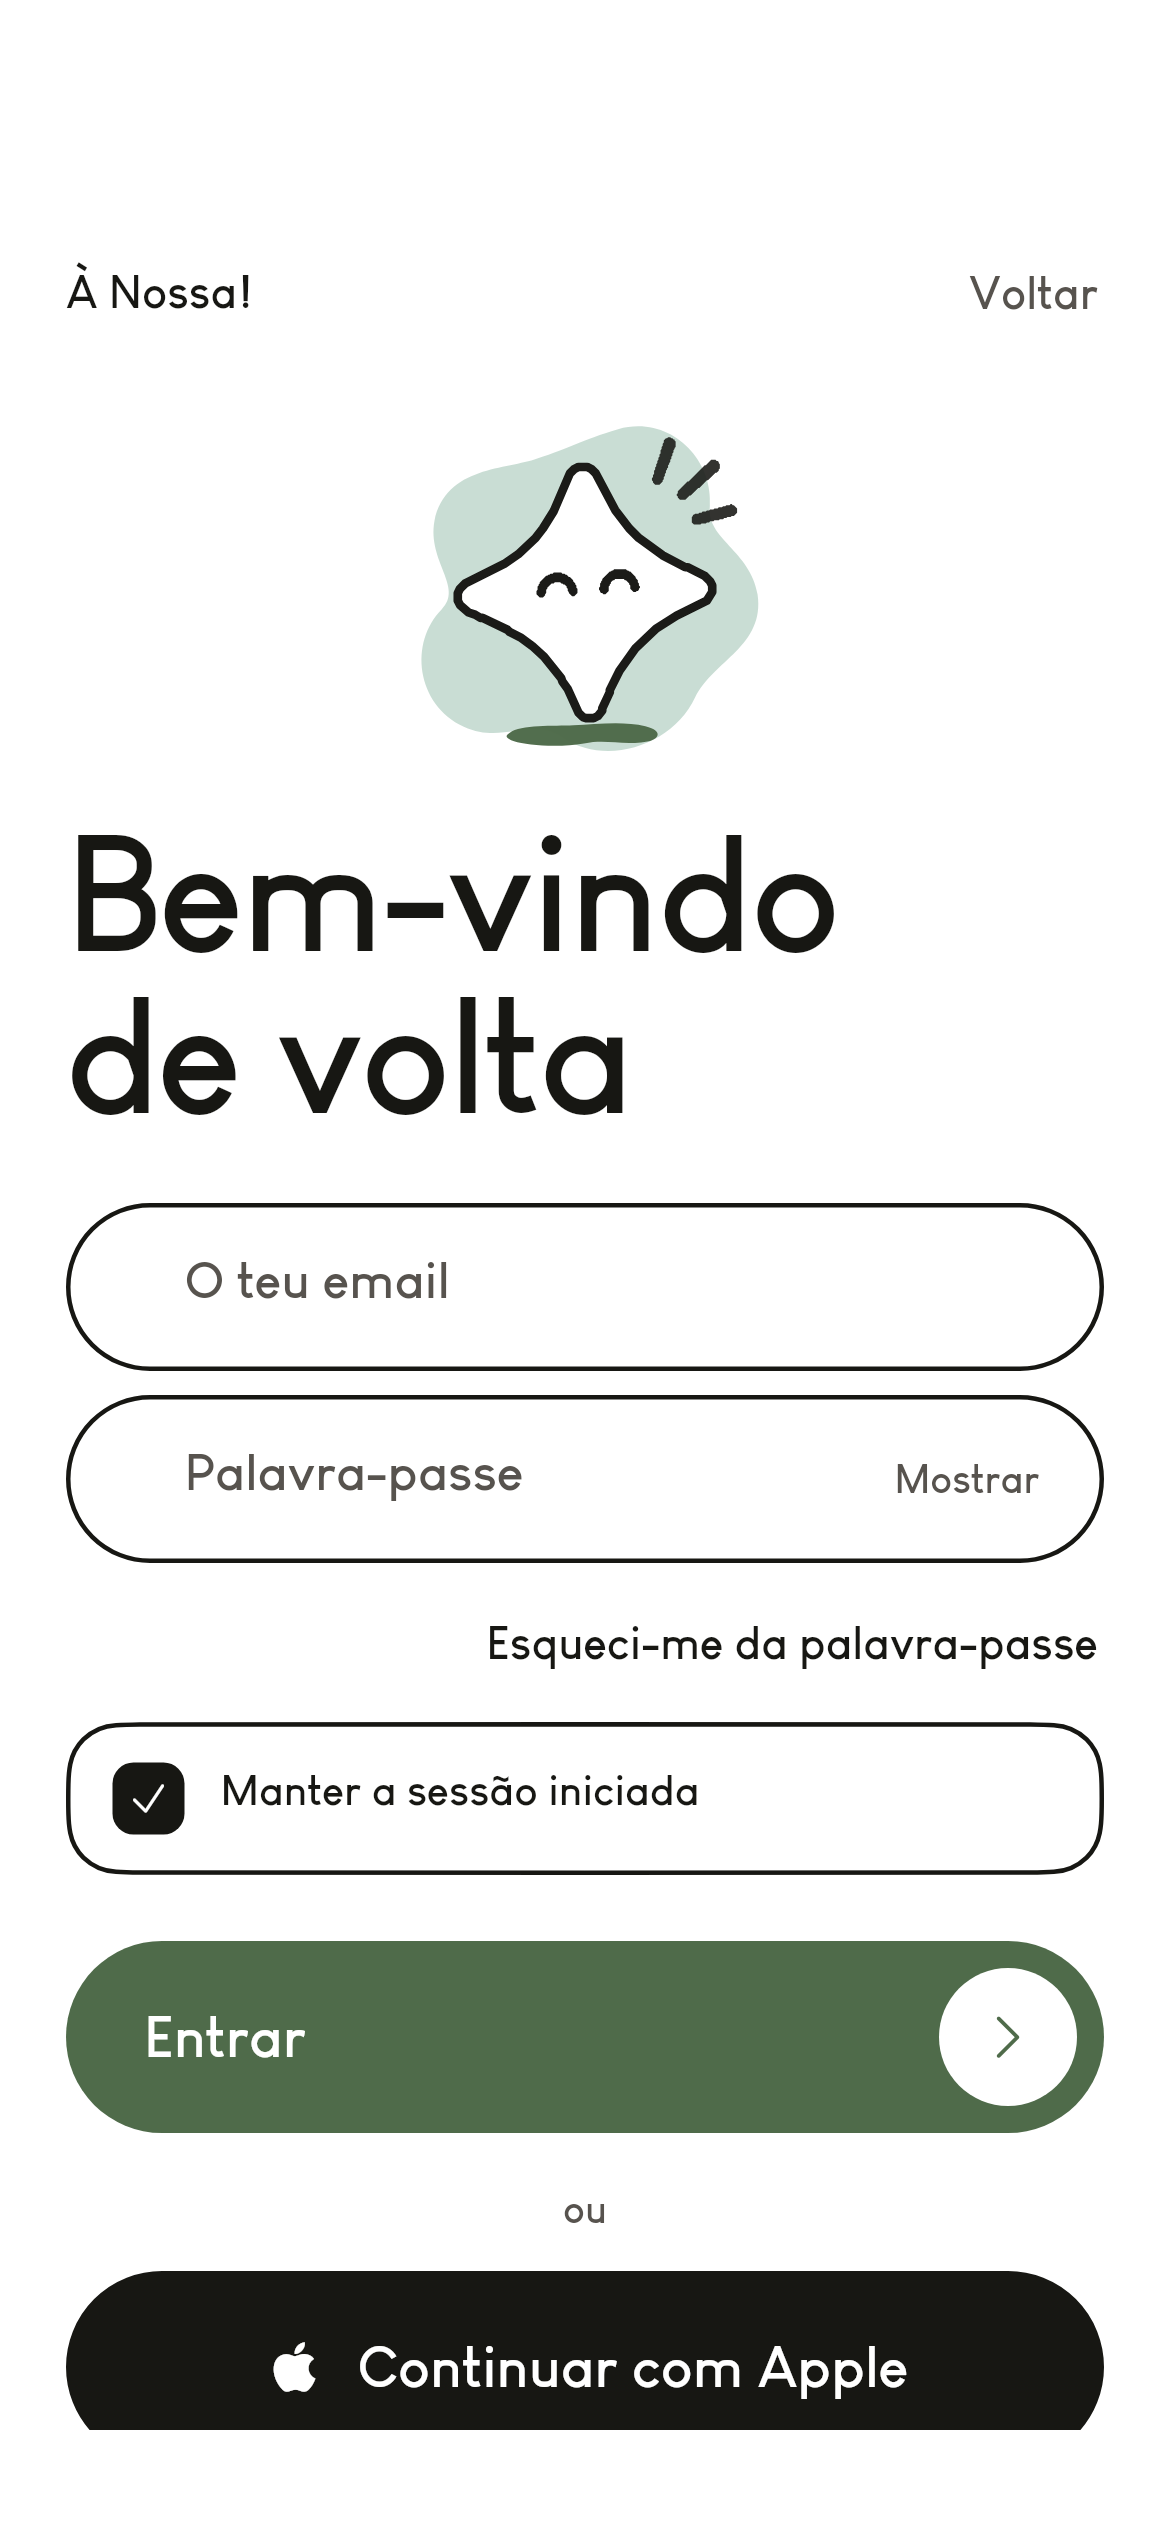 À Nossa!
Voltar
Bem-vindo
de volta
O teu email
Palavra-passe
Mostrar
Esqueci-me da palavra-passe
Manter a sessão iniciada
Entrar
ou
Continuar com Apple